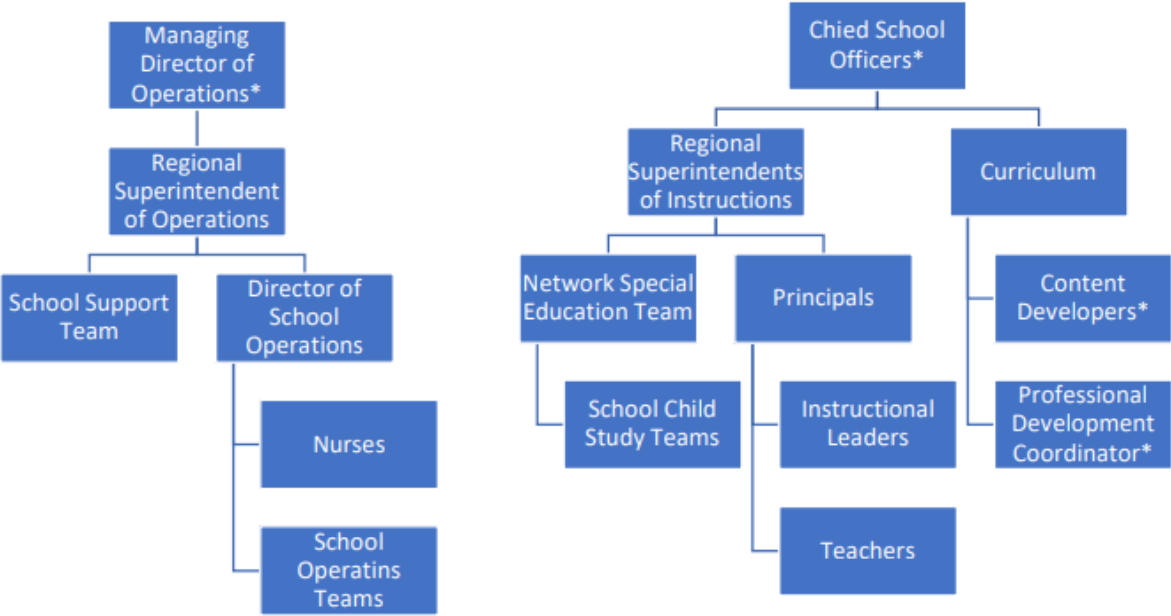 Managing
Director of
Operations*
Regional
Superintendent
of Operations
School Support
Team
Director of
School
Operations
Nurses
School
Operatins
Teams
Chied School
Officers*
Regional
Superintendents
of Instructions
Curriculum
Network Special
Education Team
Principals
Content
Developers*
School Child
Study Teams
Instructional
Leaders
Professional
Development
Coordinator*
Teachers